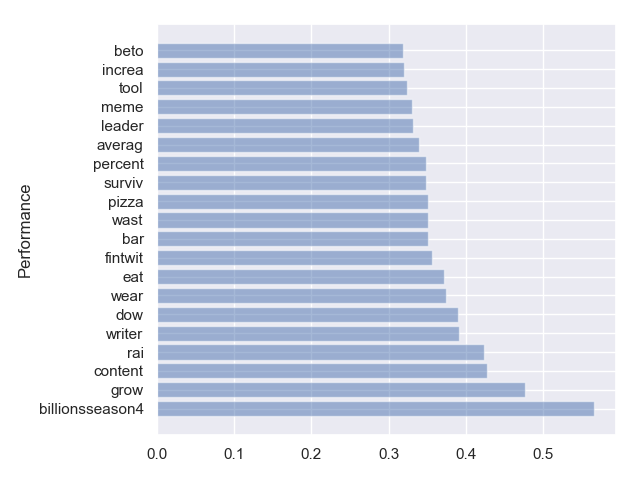 beto
increa
tool
meme
leader
averag
percent
surviv
pizza
wast
bar
fintwit
eat
wear
dow
writer
rai
content
grow
billionsseason4
Performance
0.0 0.1 0.2 0.3 0.4 0.5